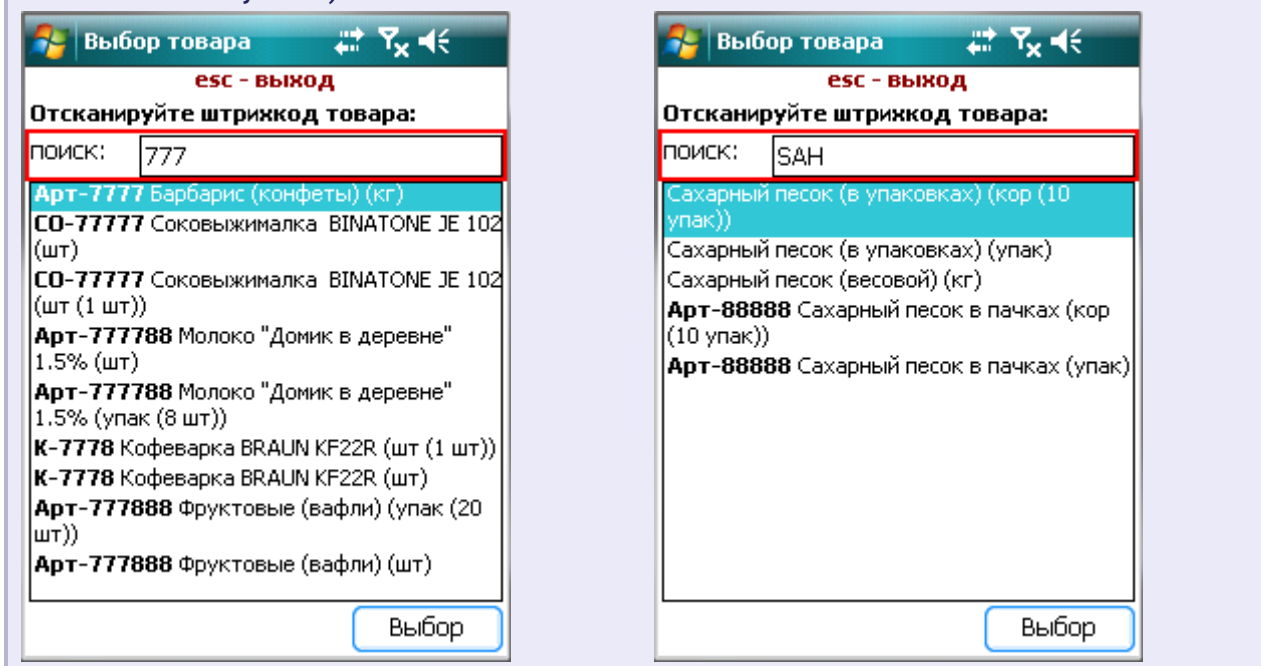 Выбор товара
esc - выход
Отсканируйте штрихкод товара:
поиск: 777
Арт-7777 Барбарис (конфеты) (кг)
СО-77777 Соковыжималка BINATONE JE 102
(шт)
СО-77777 Соковыжималка BINATONE JE 102
(шт (1 шт))
Арт-777788 Молоко "Домик в деревне"
1.5% (шт)
Арт-777788 Молоко "Домик в деревне"
1.5% (упак (8 шт))
К-7778 Кофеварка BRAUN KF22R (шт (1 шт))
К-7778 Кофеварка BRAUN KF22R (шт)
Арт-777888 Фруктовые (вафли) (упак (20
шт))
Арт-777888 Фруктовые (вафли) (шт)
Выбор
Выбор товара
esc - выход
Отсканируйте штрихкод товара:
поиск: SAH
Сахарный песок (в упаковках) (кор (10
упак))
Сахарный песок (в упаковках) (упак)
Сахарный песок (весовой) (кг)
Арт-88888 Сахарный песок в пачках (кор
(10 упак))
Арт-88888 Сахарный песок в пачках (упак)
Выбор